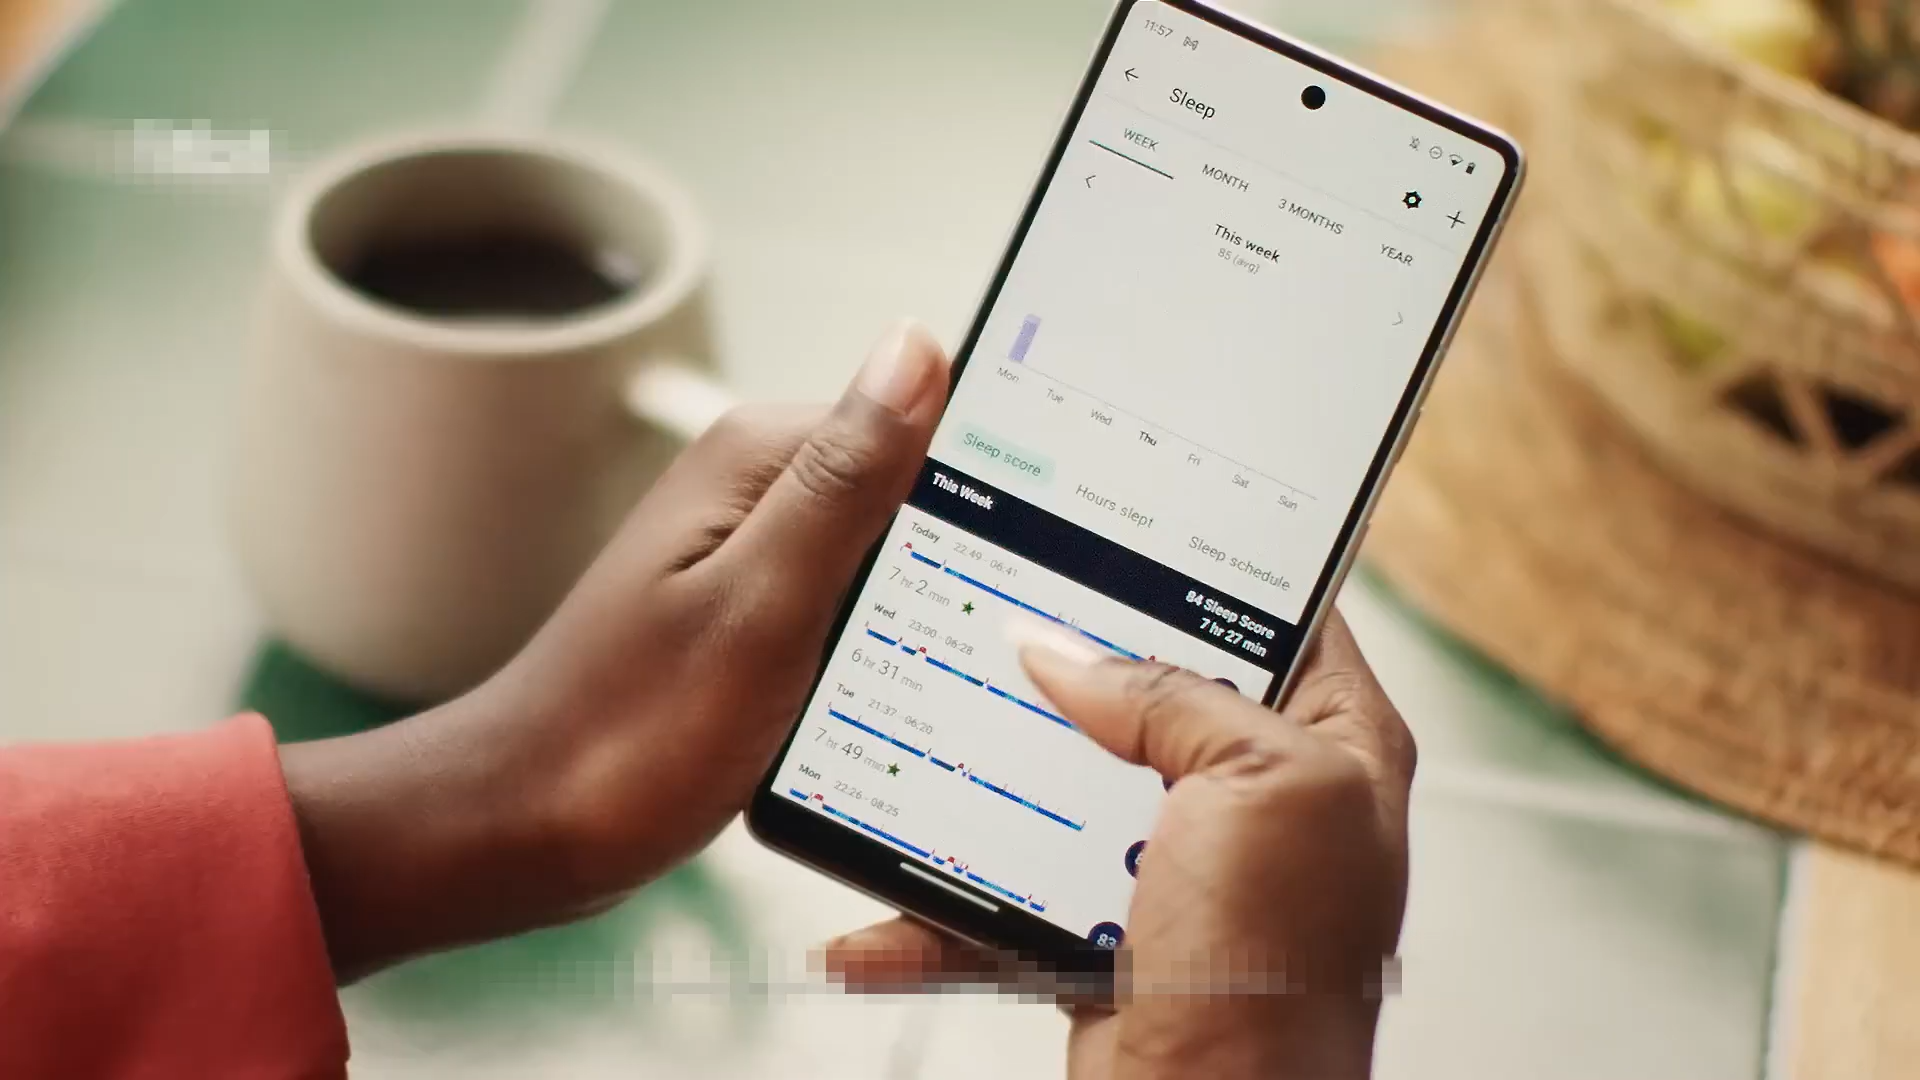 11:57
Sleep
WEEK MONTH 3 MONTHS YEAR
This week
85 (avg)
Mon Tue Wed Thu Fri Sat Sun
Sleep score Hours slept Sleep schedule
This Week
84 Sleep Score
7 hr 27 min
Today 22:49 - 06:41
7 hr 2 min
Wed 23:00 - 06:28
6 hr 31 min
Tue 21:37 - 06:20
7 hr 49 min
Mon 22:26 - 08:25
83